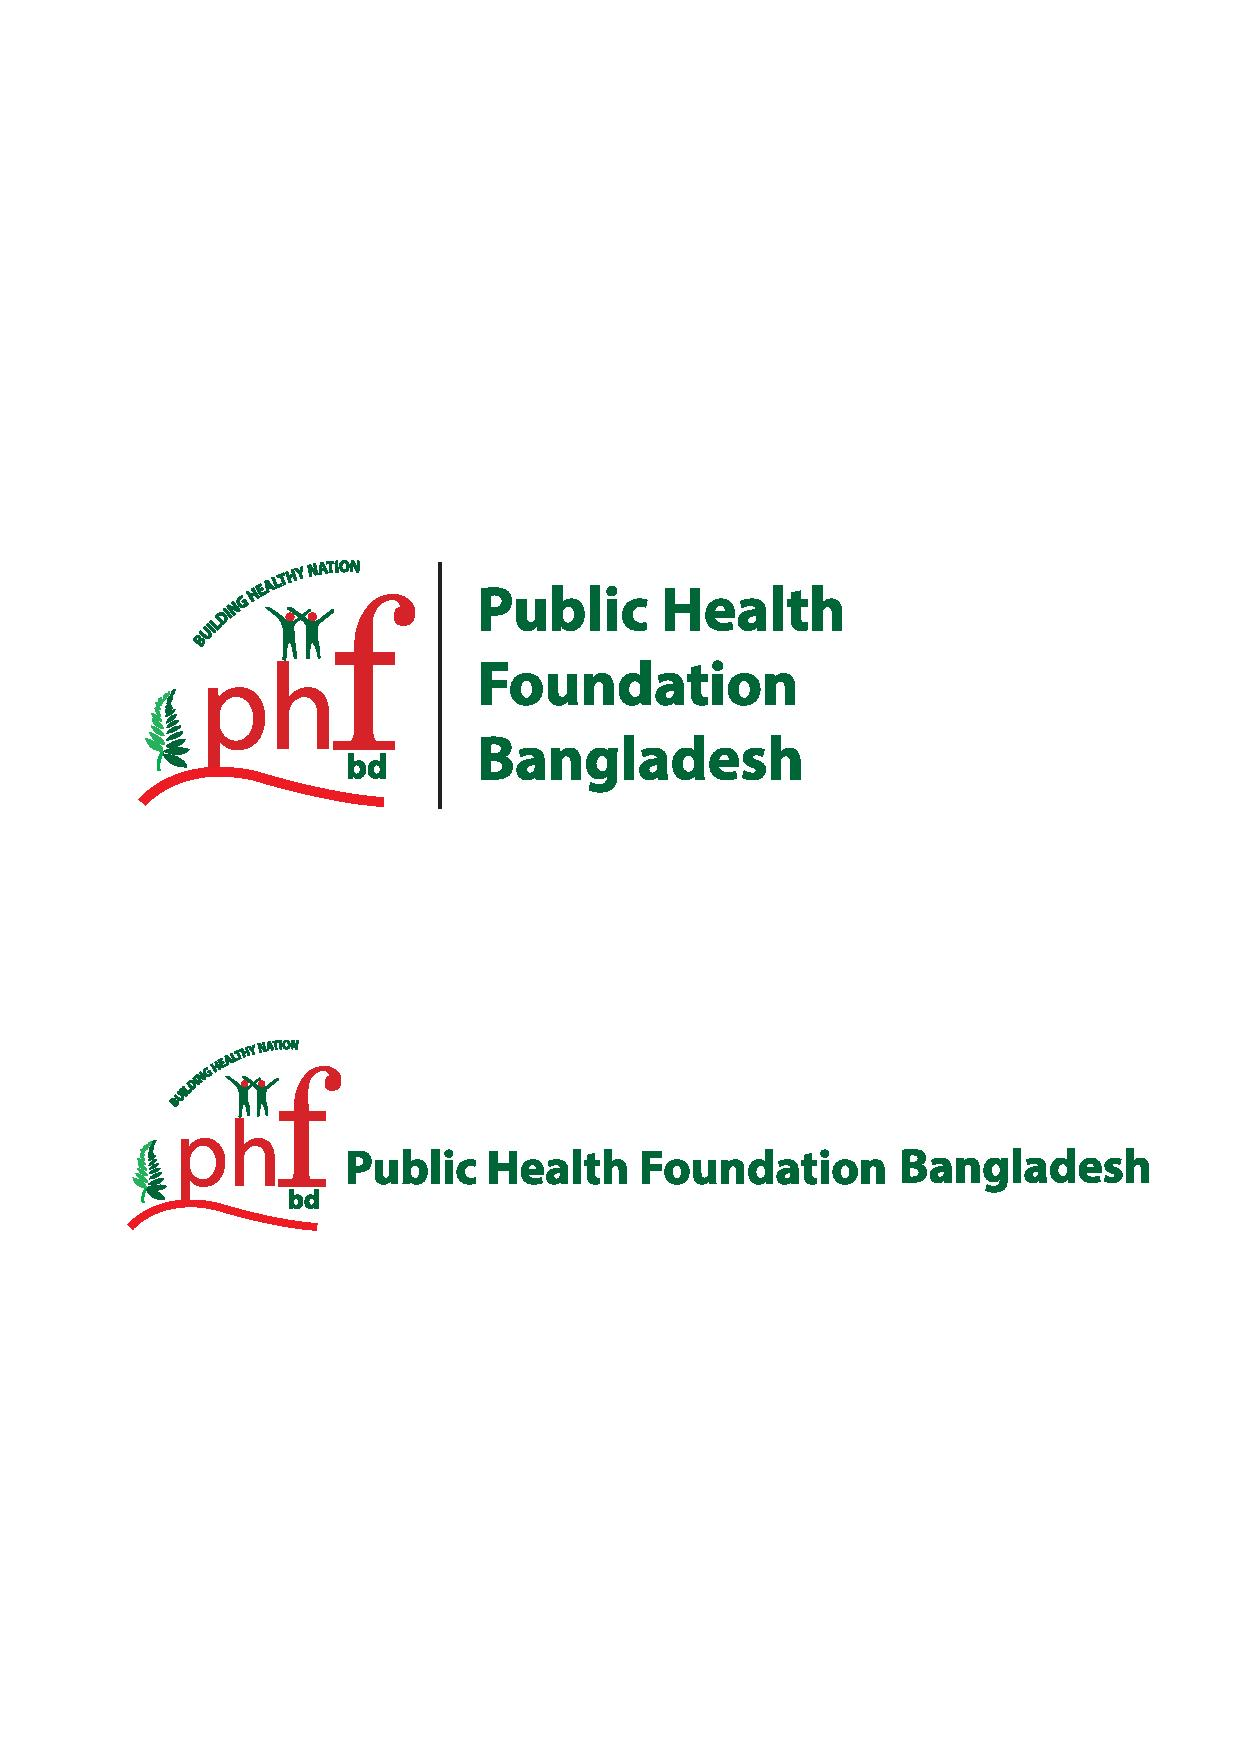 BUILDING HEALTHY NATION
phf
bd
Public Health
Foundation
Bangladesh
BUILDING HEALTHY NATION
phf
bd
Public Health Foundation Bangladesh